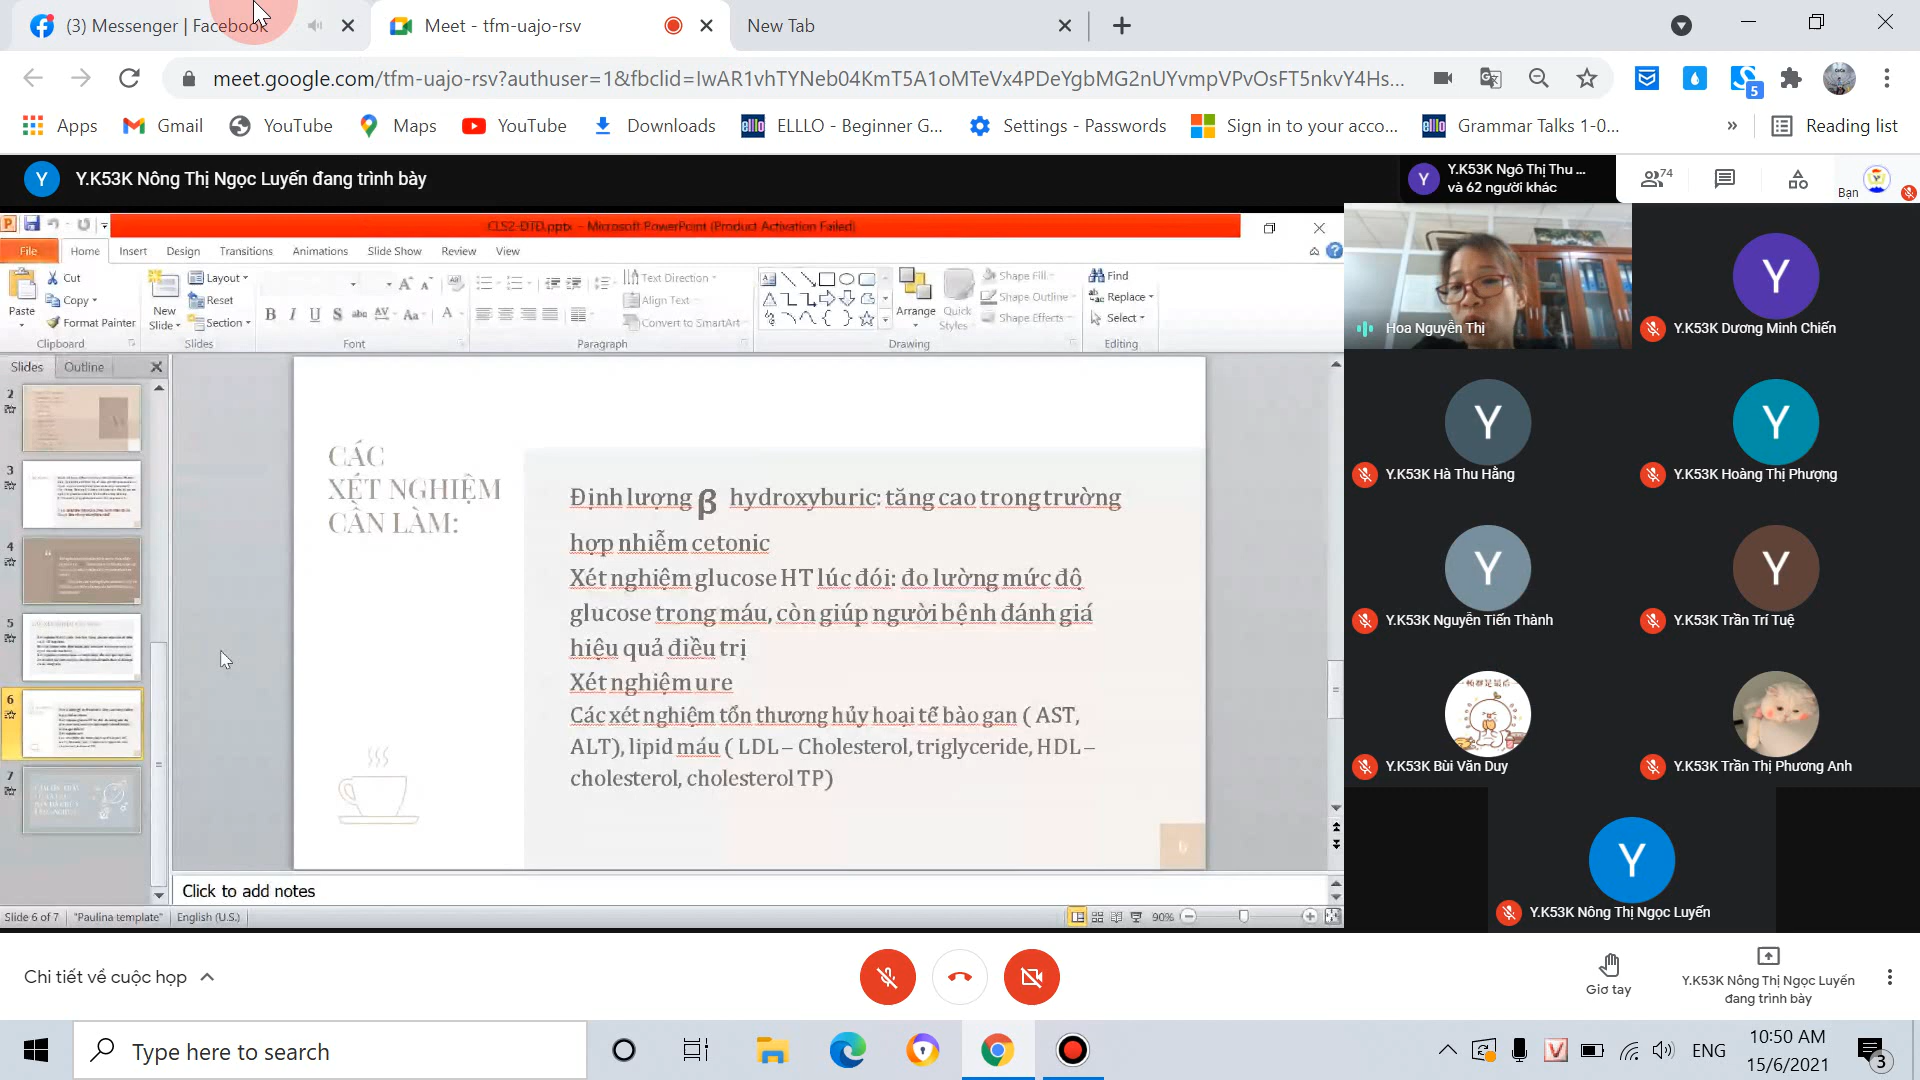 (3) Messenger | Facebook
Meet - tfm-uajo-rsv
New Tab
meet.google.com/tfm-uajo-rsv?authuser=1&fbclid=IwAR1vhTYNeb04KmT5A1oMTeVx4PDeYgbMG2nUYvmpVPvOsFT5nkvY4Hs...
5
Apps
Gmail
YouTube
Maps
YouTube
Downloads
ELLLO - Beginner G...
Settings - Passwords
Sign in to your acco...
Grammar Talks 1-0...
»
Reading list
Y
Y.K53K Nông Thị Ngọc Luyến đang trình bày
Y
Y.K53K Ngô Thị Thu ...
và 62 người khác
74
Bạn
CLS2-ĐTD.pptx - Microsoft PowerPoint (Product Activation Failed)
File
Home
Insert
Design
Transitions
Animations
Slide Show
Review
View
Paste
Cut
Copy
Format Painter
Clipboard
New
Slide
Layout
Reset
Section
Slides
Font
Text Direction
Align Text
Convert to SmartArt
Paragraph
Arrange
Quick
Styles
Shape Fill
Shape Outline
Shape Effects
Drawing
Find
Replace
Select
Editing
Slides
Outline
2
3
4
5
6
7
CÁC
XÉT NGHIỆM
CẦN LÀM:
Định lượng β hydroxyburic: tăng cao trong trường
hợp nhiễm cetonic
Xét nghiệm glucose HT lúc đói: đo lường mức độ
glucose trong máu, còn giúp người bệnh đánh giá
hiệu quả điều trị
Xét nghiệm ure
Các xét nghiệm tổn thương hủy hoại tế bào gan ( AST,
ALT), lipid máu ( LDL – Cholesterol, triglyceride, HDL –
cholesterol, cholesterol TP)
6
Click to add notes
Slide 6 of 7
"Paulina template"
English (U.S.)
90%
Hoa Nguyễn Thị
Y
Y.K53K Dương Minh Chiến
Y
Y.K53K Hà Thu Hằng
Y
Y.K53K Hoàng Thị Phượng
Y
Y.K53K Nguyễn Tiến Thành
Y
Y.K53K Trần Trí Tuệ
Y.K53K Bùi Văn Duy
Y.K53K Trần Thị Phương Anh
Y
Y.K53K Nông Thị Ngọc Luyến
Chi tiết về cuộc họp
Giơ tay
Y.K53K Nông Thị Ngọc Luyến
đang trình bày
Type here to search
ENG
10:50 AM
15/6/2021
3